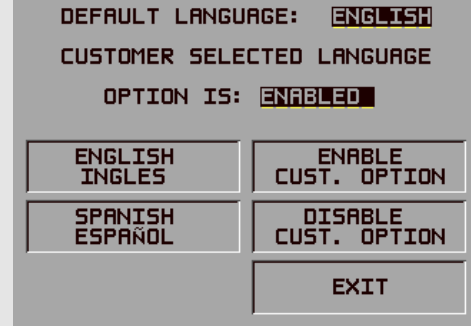 DEFAULT LANGUAGE: ENGLISH
CUSTOMER SELECTED LANGUAGE
OPTION IS: ENABLED
ENGLISH
INGLES
ENABLE
CUST. OPTION
SPANISH
ESPAÑOL
DISABLE
CUST. OPTION
EXIT